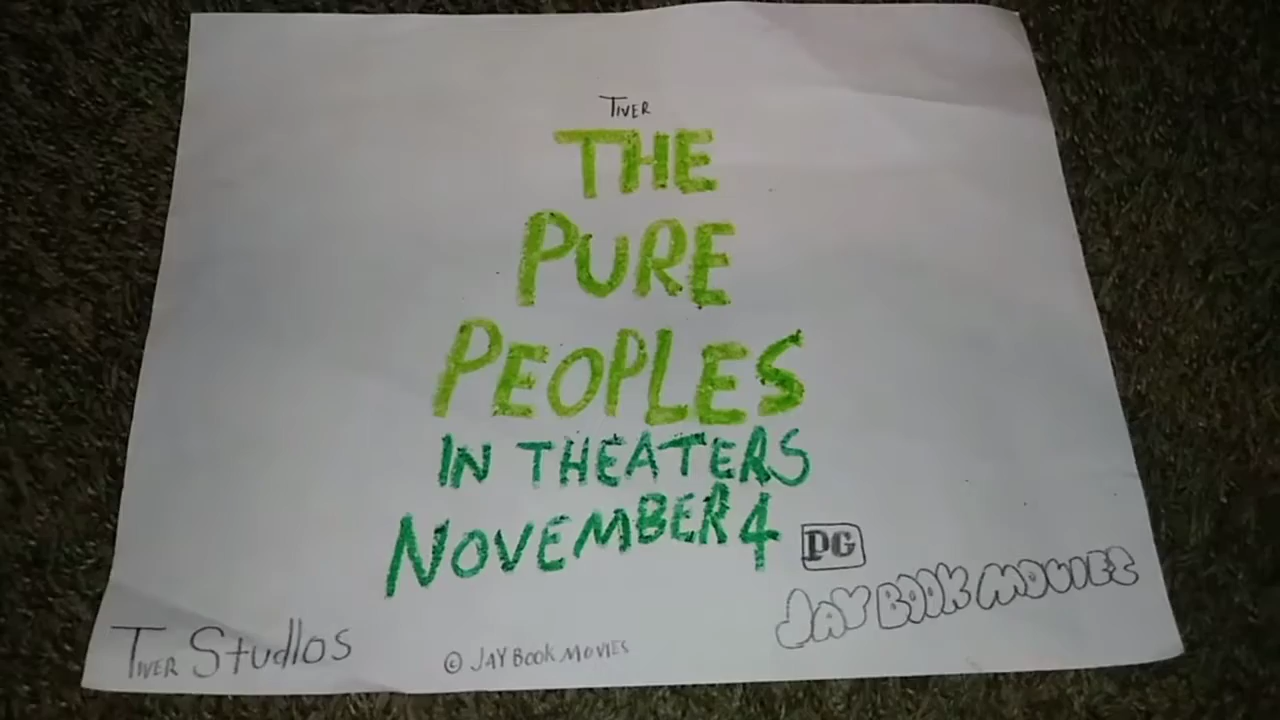 TIVER
THE
PURE
PEOPLES
IN THEATERS
NOVEMBER 4
PG
JAY BOOK MOVIES
TIVER StudIos
© JAY BOOK MOVIES